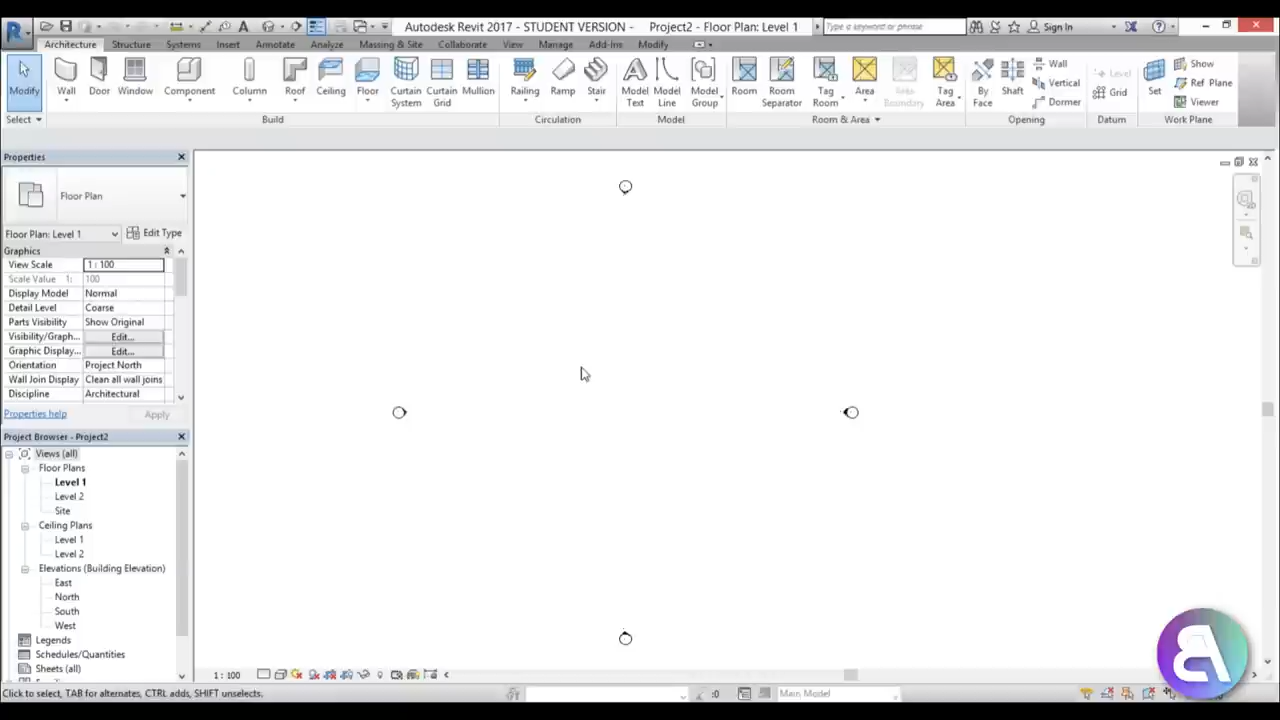 Autodesk Revit 2017 - STUDENT VERSION - Project2 - Floor Plan: Level 1
Type a keyword or phrase
Sign In
Architecture Structure Systems Insert Annotate Analyze Massing & Site Collaborate View Manage Add-Ins Modify
Modify Wall Door Window Component Column Roof Ceiling Floor Curtain System Curtain Grid Mullion Railing Ramp Stair Model Text Model Line Model Group Room Room Separator Tag Room Area Area Boundary Tag Area By Face Shaft Wall Vertical Dormer Level Grid Set Show Ref Plane Viewer
Select Build Circulation Model Room & Area Opening Datum Work Plane
Properties
Floor Plan
Floor Plan: Level 1 Edit Type
Graphics
View Scale 1 : 100
Scale Value 1: 100
Display Model Normal
Detail Level Coarse
Parts Visibility Show Original
Visibility/Graph... Edit...
Graphic Display... Edit...
Orientation Project North
Wall Join Display Clean all wall joins
Discipline Architectural
Properties help Apply
Project Browser - Project2
Views (all)
Floor Plans
Level 1
Level 2
Site
Ceiling Plans
Level 1
Level 2
Elevations (Building Elevation)
East
North
South
West
Legends
Schedules/Quantities
Sheets (all)
1 : 100
Click to select, TAB for alternates, CTRL adds, SHIFT unselects.
:0
Main Model